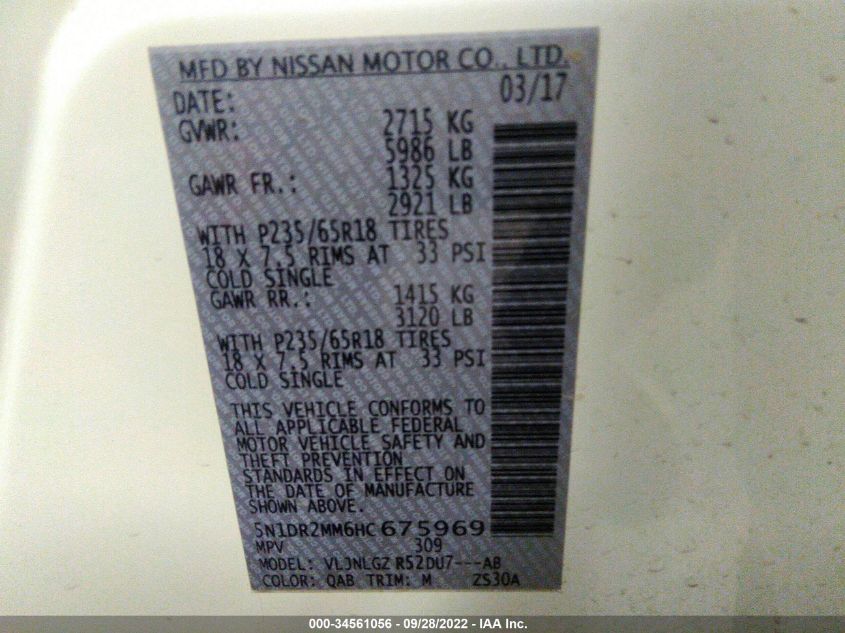 MFD BY NISSAN MOTOR CO., LTD.
DATE: 03/17
GVWR: 2715 KG
5986 LB
GAWR FR.: 1325 KG
2921 LB
WITH P235/65R18 TIRES
18 X 7.5 RIMS AT 33 PSI
COLD SINGLE
GAWR RR.: 1415 KG
3120 LB
WITH P235/65R18 TIRES
18 X 7.5 RIMS AT 33 PSI
COLD SINGLE
THIS VEHICLE CONFORMS TO
ALL APPLICABLE FEDERAL
MOTOR VEHICLE SAFETY AND
THEFT PREVENTION
STANDARDS IN EFFECT ON
THE DATE OF MANUFACTURE
SHOWN ABOVE.
5N1DR2MM6HC675969
MPV 309
MODEL: VLJNLGZ R52DU7---AB
COLOR: QAB TRIM: M ZS30A
000-34561056 - 09/28/2022 - IAA Inc.